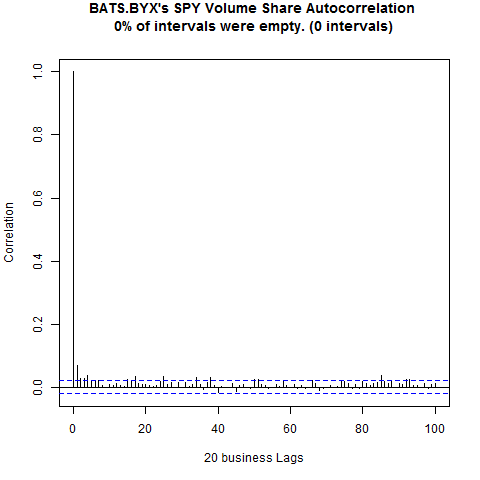 BATS.BYX's SPY Volume Share Autocorrelation
0% of intervals were empty. (0 intervals)
Correlation
1.0
0.8
0.6
0.4
0.2
0.0
0 20 40 60 80 100
20 business Lags